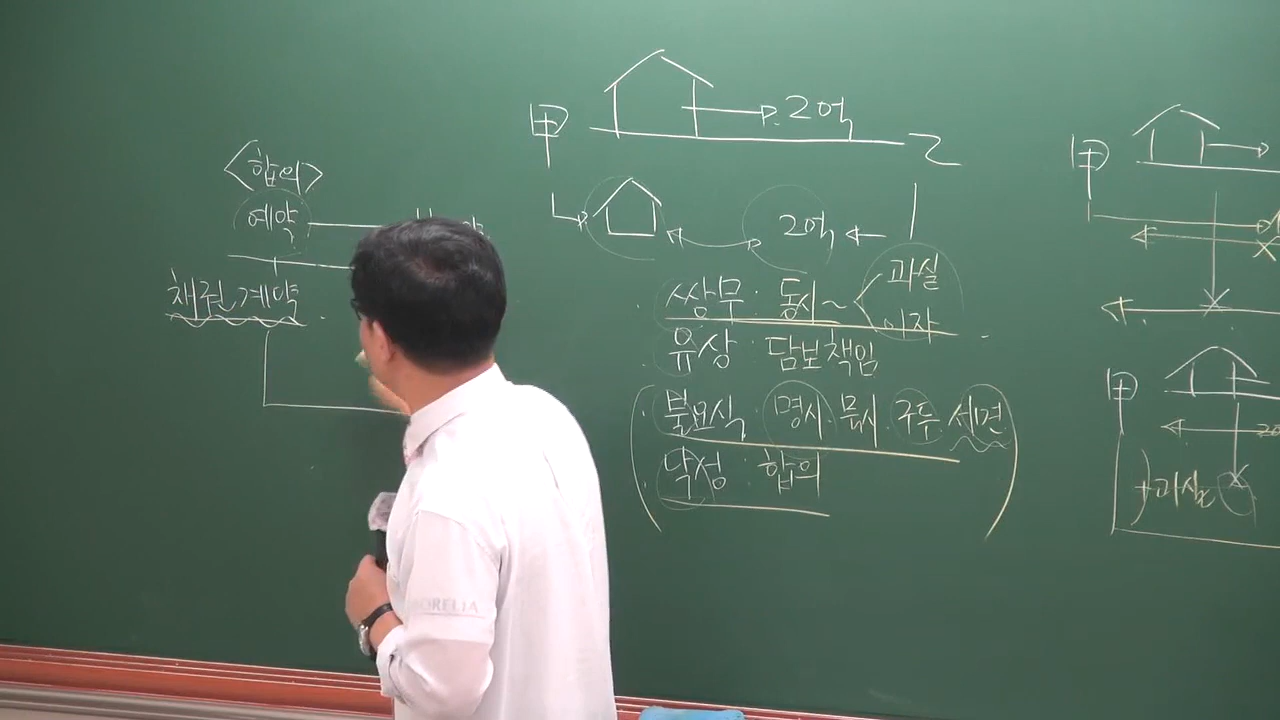 <합의>
예약
채권계약
甲
2억
乙
2억
쌍무: 동시~
과실
이자
유상: 담보책임
불요식: 명시·묵시·구두·서면
낙성: 합의
甲
甲
+과실
ORELIA